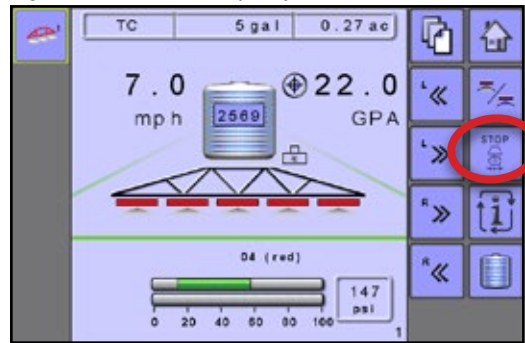 TC 5 gal 0.27 ac
7.0 mph
22.0 GPA
2569
L
STOP
L
R
i
04 (red)
R
147 psi
0 20 40 60 80 100
1